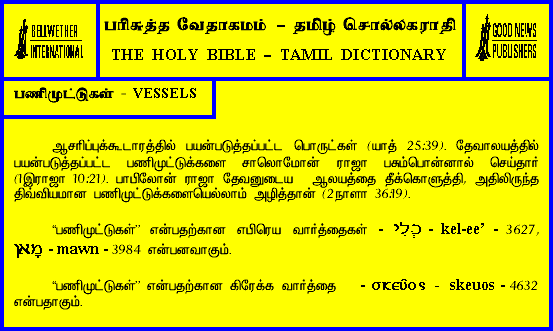 BELLWETHER
INTERNATIONAL
பரிசுத்த வேதாகமம் – தமிழ் சொல்லகராதி
THE HOLY BIBLE – TAMIL DICTIONARY
GOOD NEWS
PUBLISHERS
பணிமுட்டுகள் - VESSELS
ஆசரிப்புக்கூடாரத்தில் பயன்படுத்தப்பட்ட பொருட்கள் (யாத் 25:39). தேவாலயத்தில்
பயன்படுத்தப்பட்ட பணிமுட்டுக்களை சாலொமோன் ராஜா பசும்பொன்னால் செய்தார்
(1இராஜா 10:21). பாபிலோன் ராஜா தேவனுடைய ஆலயத்தை தீக்கொளுத்தி, அதிலிருந்த
திவ்வியமான பணிமுட்டுக்களையெல்லாம் அழித்தான் (2நாளா 36:19).
“பணிமுட்டுகள்” என்பதற்கான எபிரெய வார்த்தைகள் - כְּלִי - kel-ee’ - 3627,
מָאן - mawn - 3984 என்பனவாகும்.
“பணிமுட்டுகள்” என்பதற்கான கிரேக்க வார்த்தை - σκεῦος - skeuos - 4632
என்பதாகும்.